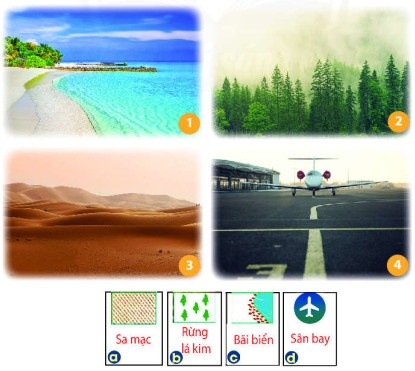 1
2
3
4
Sa mạc
Rừng
lá kim
Bãi biển
Sân bay
a
b
c
d